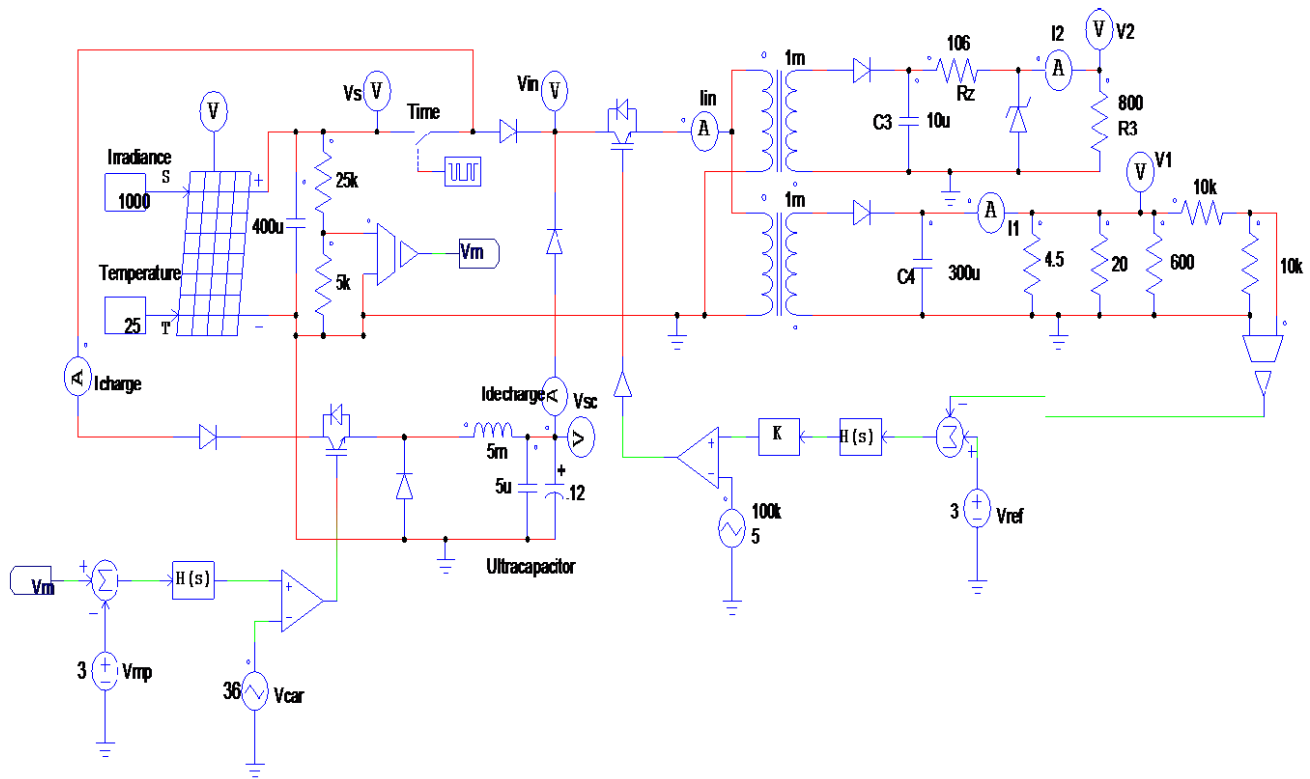 I2
V
V2
106
1m
Rz
A
800
R3
C3
10u
V
Vs
V
Time
Vin
V
Iin
A
Irradiance
S
1000
+
25k
400u
5k
Vm
Temperature
25
T
-
1m
V1
V
10k
A
I1
C4
300u
4.5
20
600
10k
A
Icharge
Idecharge
A
Vsc
V
5m
5u
+
.12
Ultracapacitor
K
H(s)
Σ
-
+
+
-
100k
5
3
+
-
Vref
Vm
+
Σ
-
H(s)
+
-
3
+
-
Vmp
36
Vcar